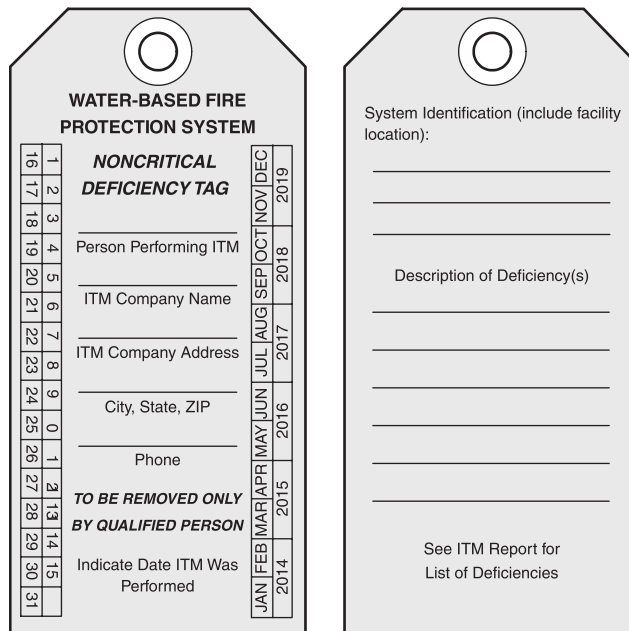 WATER-BASED FIRE
PROTECTION SYSTEM
NONCRITICAL
DEFICIENCY TAG
Person Performing ITM
ITM Company Name
ITM Company Address
City, State, ZIP
Phone
TO BE REMOVED ONLY
BY QUALIFIED PERSON
Indicate Date ITM Was
Performed
16 17 18 19 20 21 22 23 24 25 26 27 28 29 30 31
1 2 3 4 5 6 7 8 9 0 1 13 14 15
JAN FEB MAR APR MAY JUN JUL AUG SEP OCT NOV DEC
2014 2015 2016 2017 2018 2019
System Identification (include facility
location):
Description of Deficiency(s)
See ITM Report for
List of Deficiencies